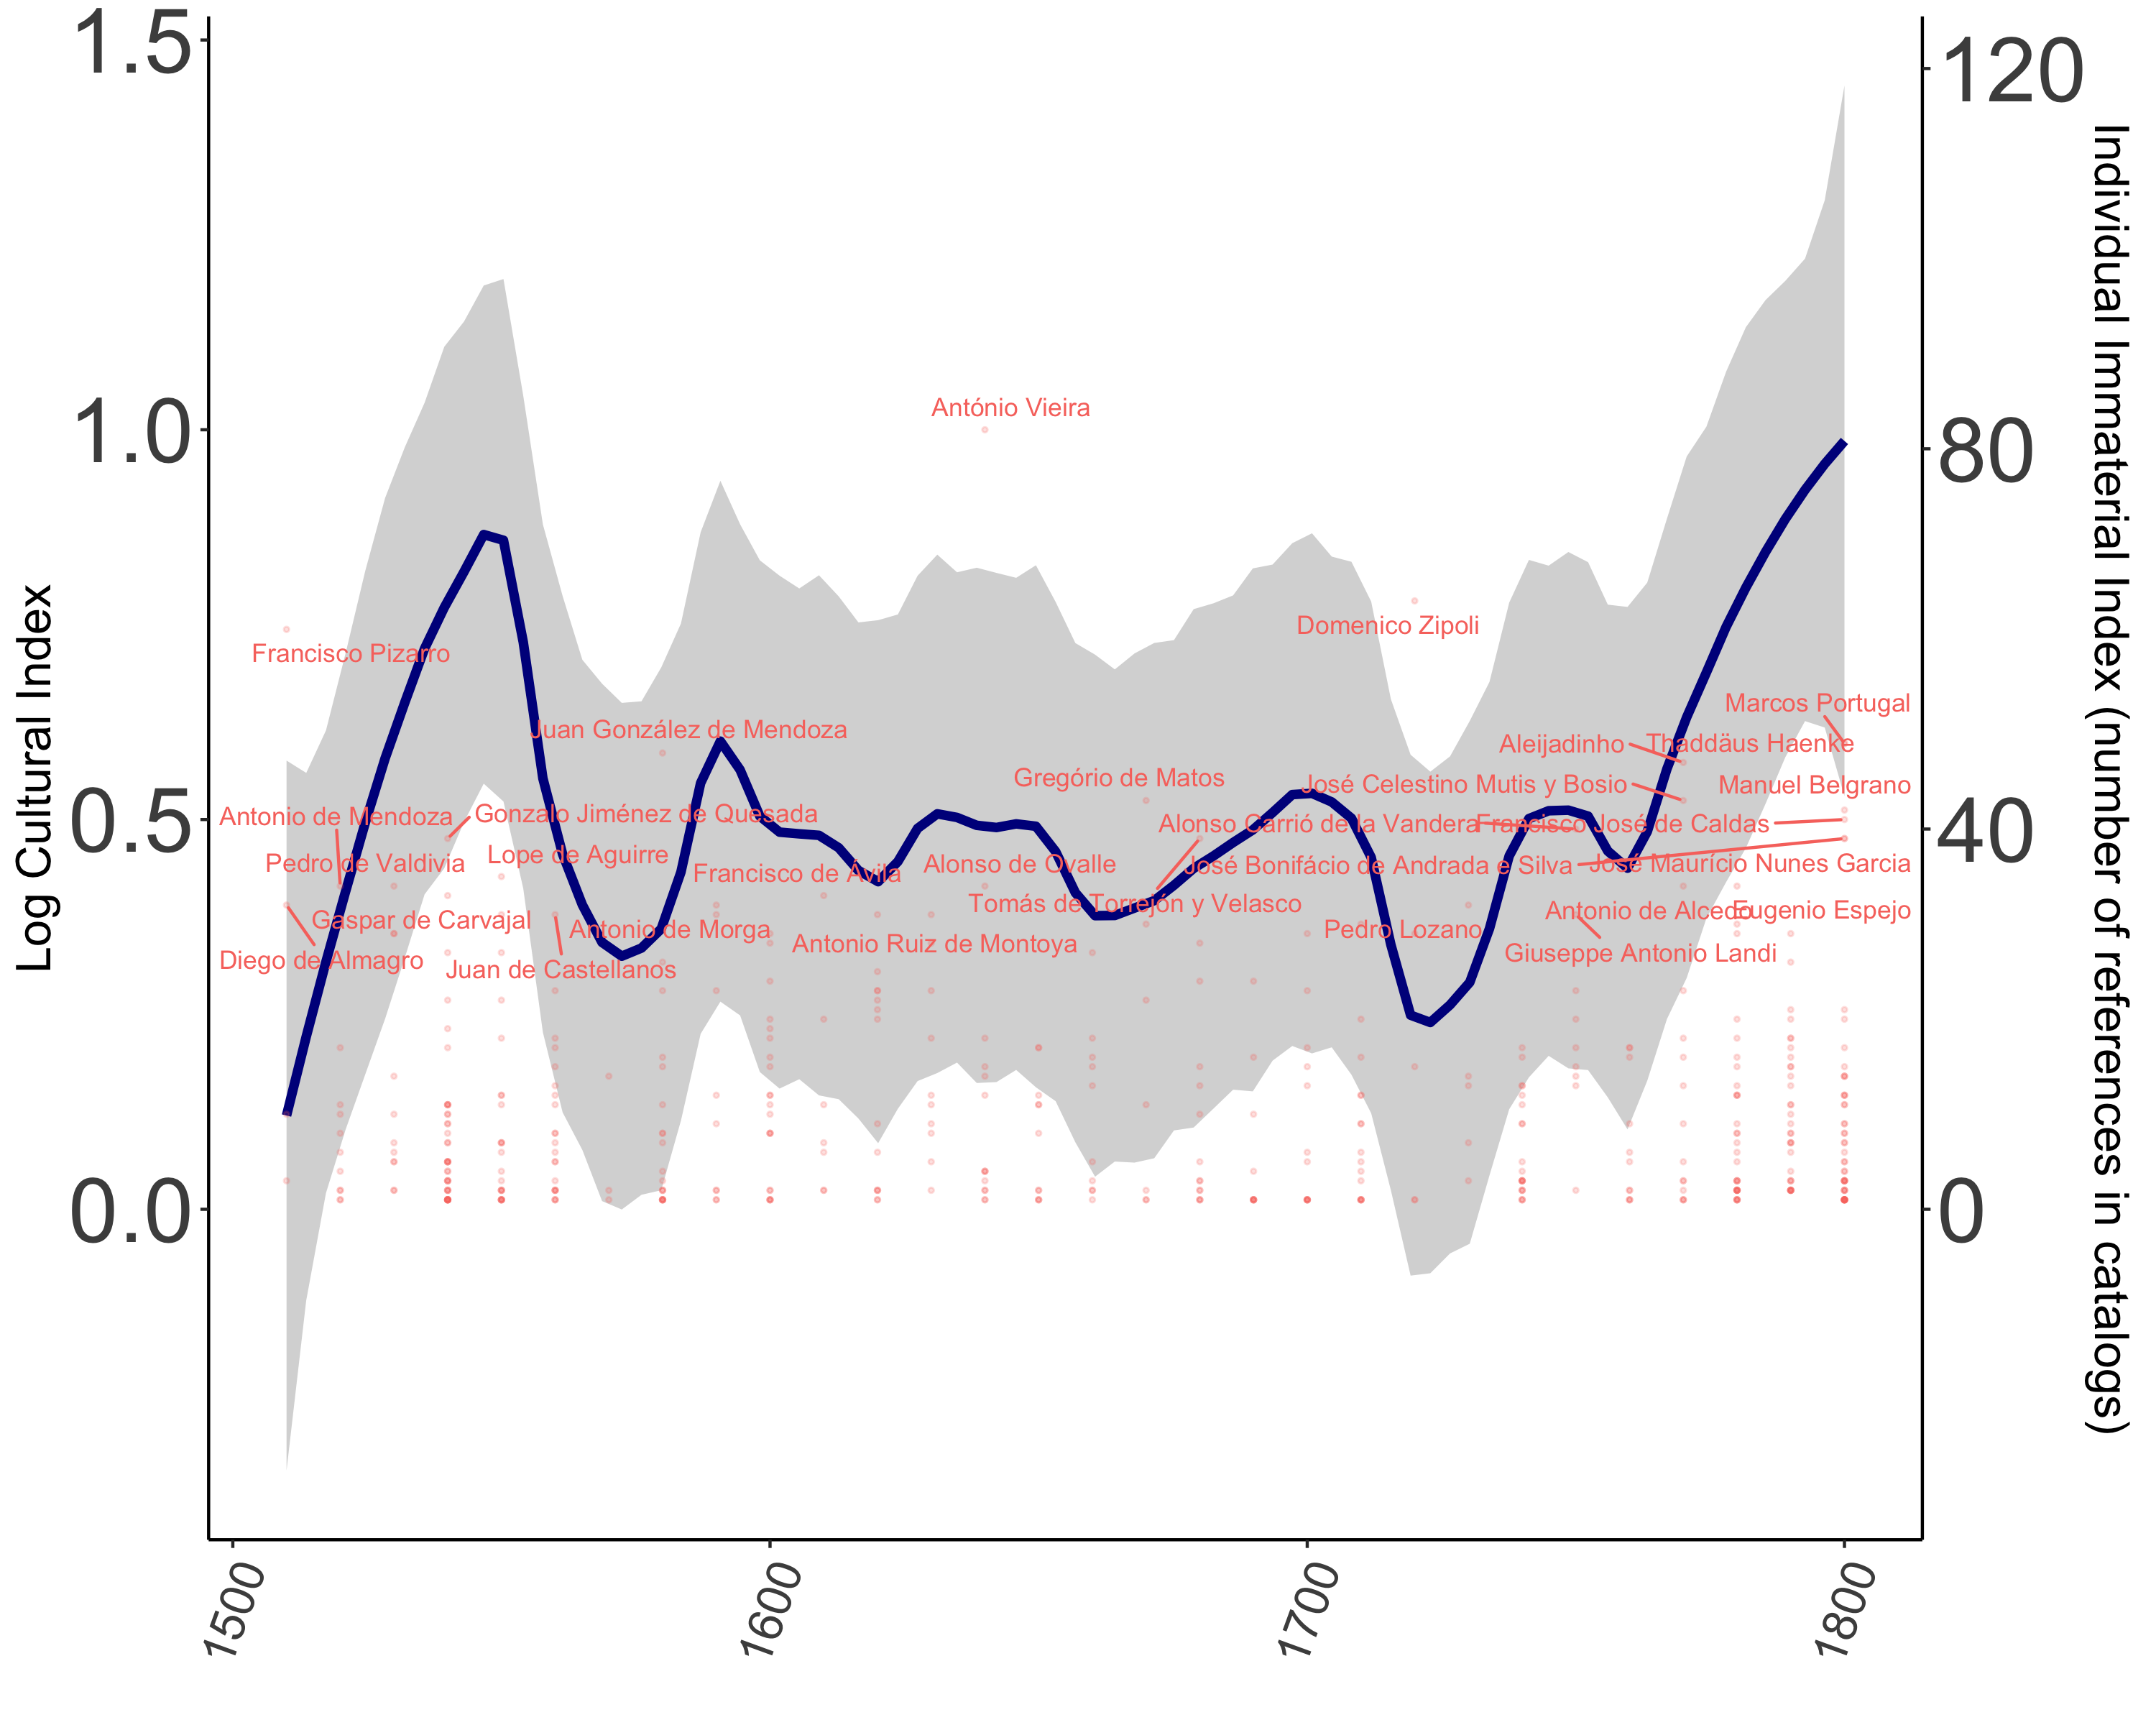 1.5
1.0
0.5
0.0
Log Cultural Index
120
80
40
0
Individual Immaterial Index (number of references in catalogs)
1500
1600
1700
1800
António Vieira
Domenico Zipoli
Francisco Pizarro
Marcos Portugal
Juan González de Mendoza
Aleijadinho
Thaddäus Haenke
Gregório de Matos
José Celestino Mutis y Bosio
Manuel Belgrano
Antonio de Mendoza
Gonzalo Jiménez de Quesada
Alonso Carrió de la Vandera
Francisco José de Caldas
Pedro de Valdivia
Lope de Aguirre
Francisco de Ávila
Alonso de Ovalle
José Bonifácio de Andrada e Silva
José Maurício Nunes Garcia
Tomás de Torrejón y Velasco
Gaspar de Carvajal
Antonio de Morga
Pedro Lozano
Antonio de Alcedo
Eugenio Espejo
Diego de Almagro
Juan de Castellanos
Antonio Ruiz de Montoya
Giuseppe Antonio Landi